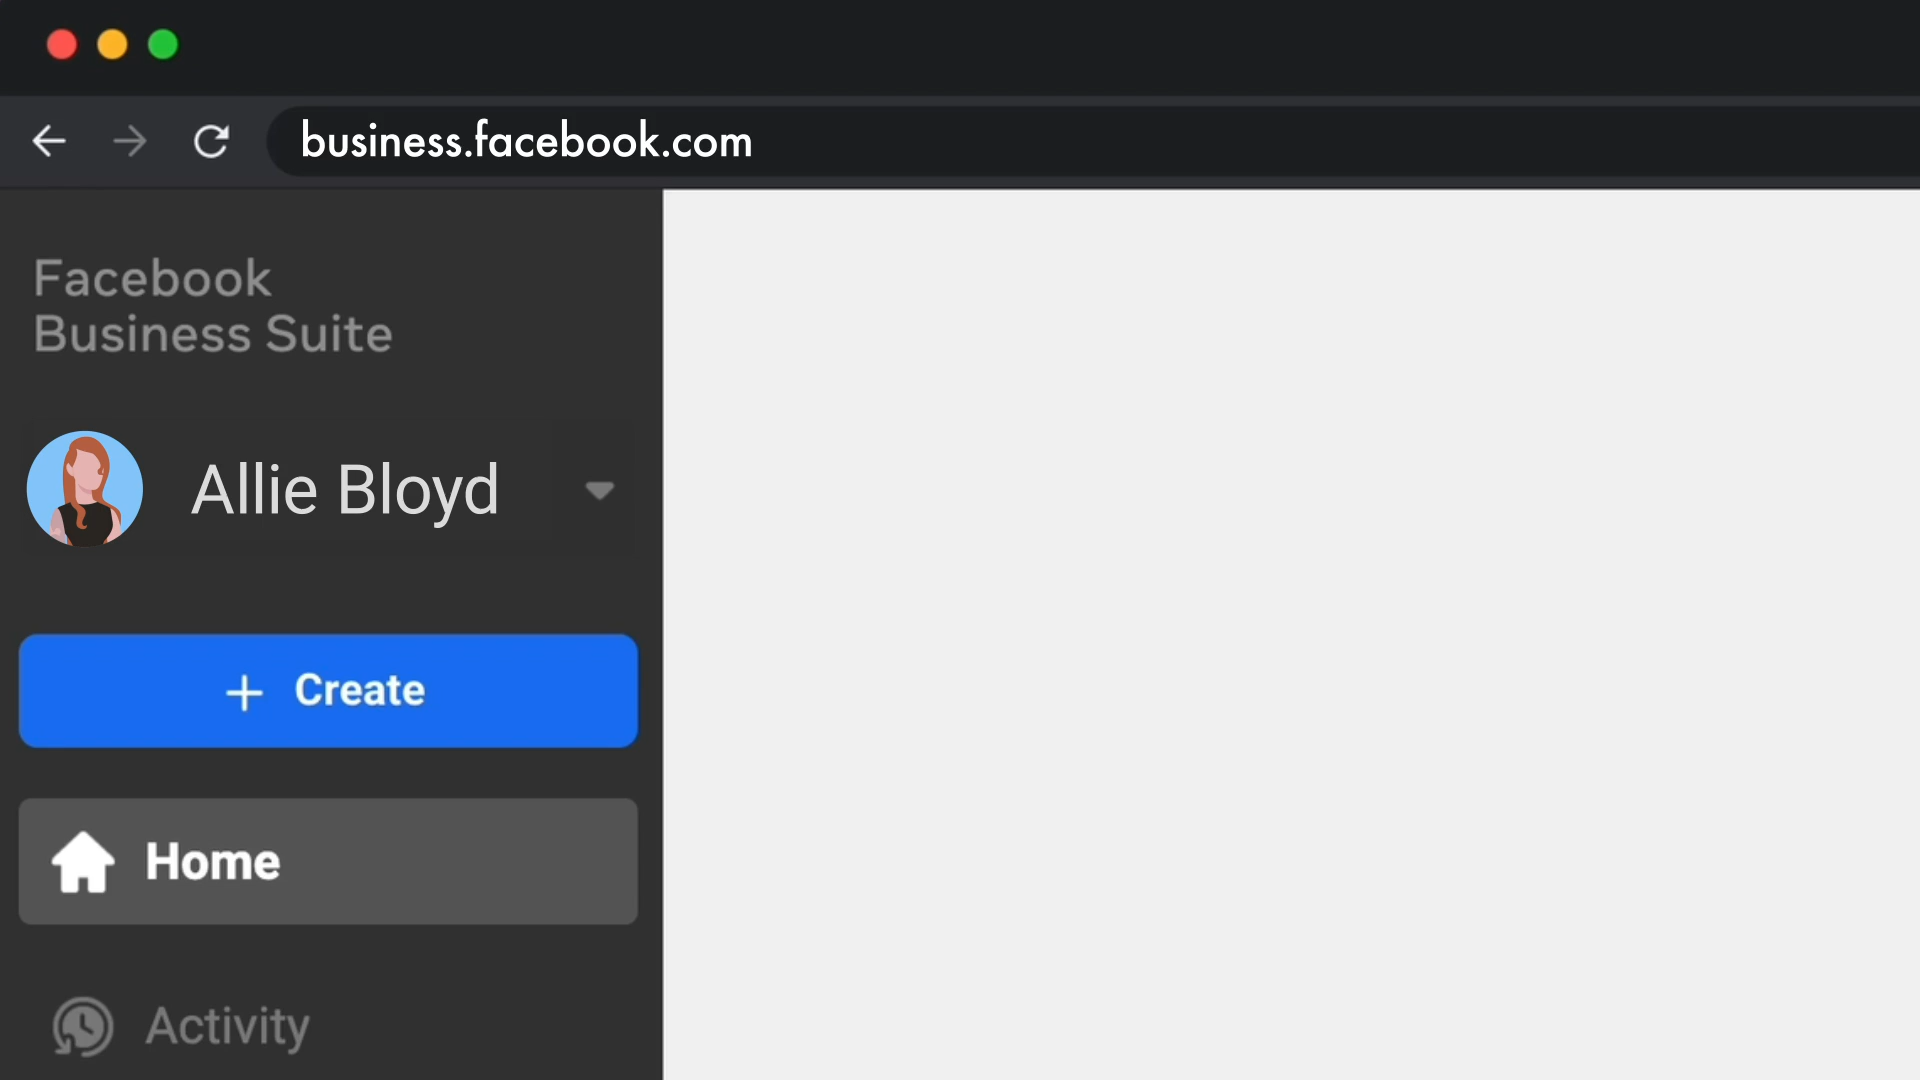 business.facebook.com
Facebook
Business Suite
Allie Bloyd
+ Create
Home
Activity